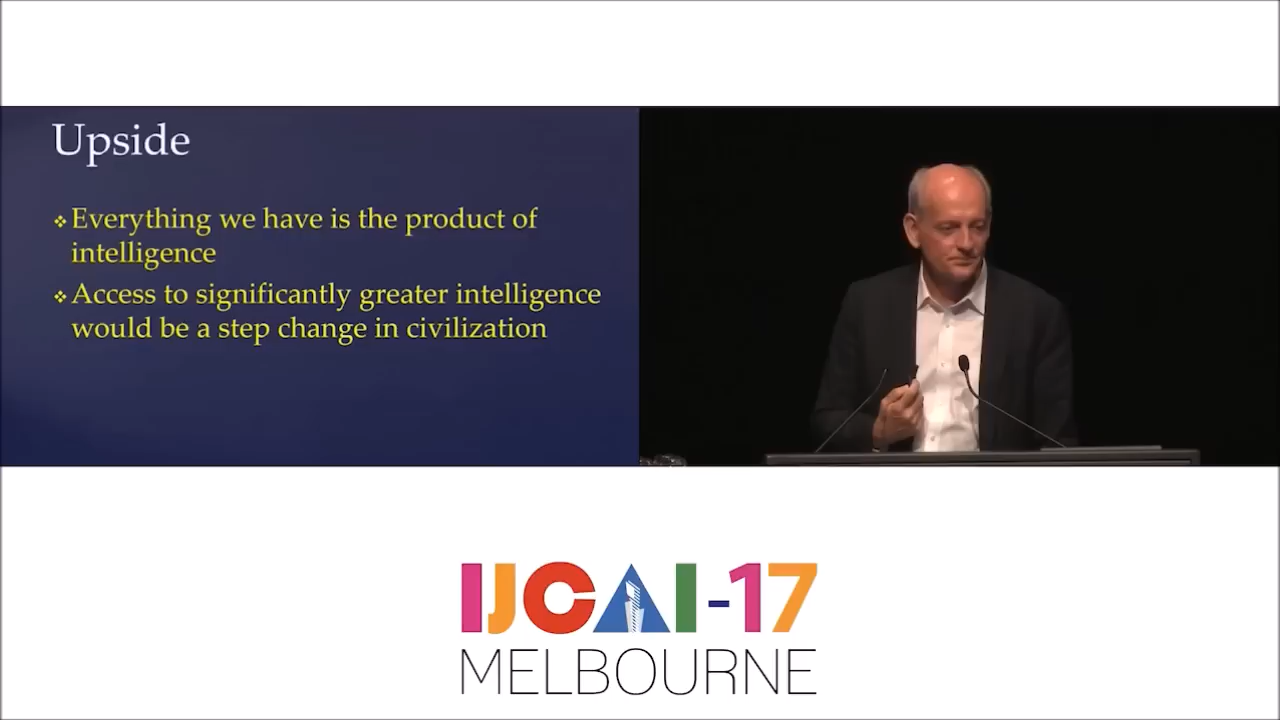 Upside
Everything we have is the product of
intelligence
Access to significantly greater intelligence
would be a step change in civilization
IJCAI-17
MELBOURNE